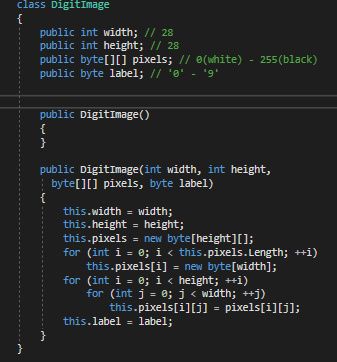 class DigitImage
{
public int width; // 28
public int height; // 28
public byte[][] pixels; // 0(white) - 255(black)
public byte label; // '0' - '9'
public DigitImage()
{
}
public DigitImage(int width, int height,
byte[][] pixels, byte label)
{
this.width = width;
this.height = height;
this.pixels = new byte[height][];
for (int i = 0; i < this.pixels.Length; ++i)
this.pixels[i] = new byte[width];
for (int i = 0; i < height; ++i)
for (int j = 0; j < width; ++j)
this.pixels[i][j] = pixels[i][j];
this.label = label;
}
}